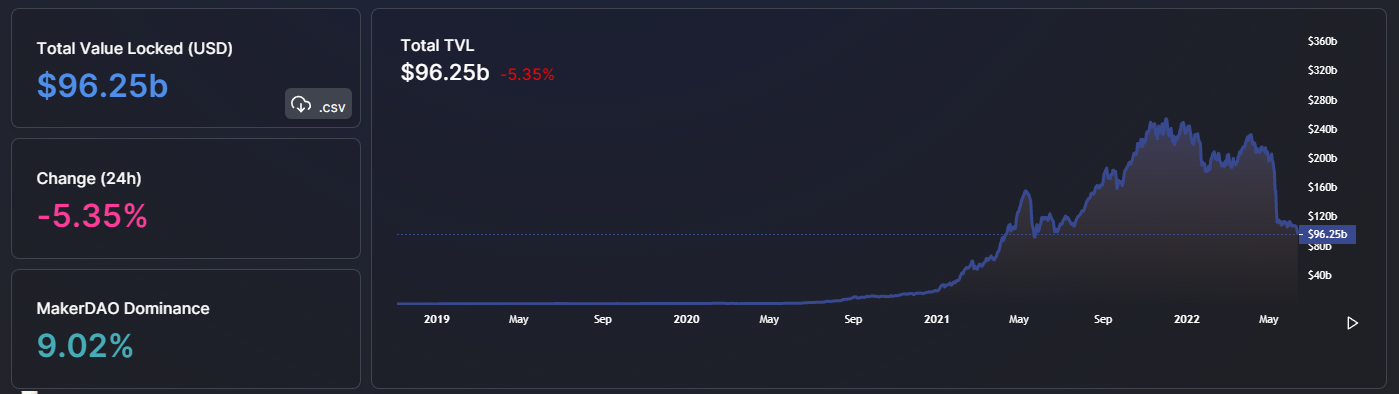 Total Value Locked (USD)
$96.25b
.csv
Change (24h)
-5.35%
MakerDAO Dominance
9.02%
Total TVL
$96.25b -5.35%
$360b
$320b
$280b
$240b
$200b
$160b
$120b
$96.25b
$80b
$40b
2019 May Sep 2020 May Sep 2021 May Sep 2022 May